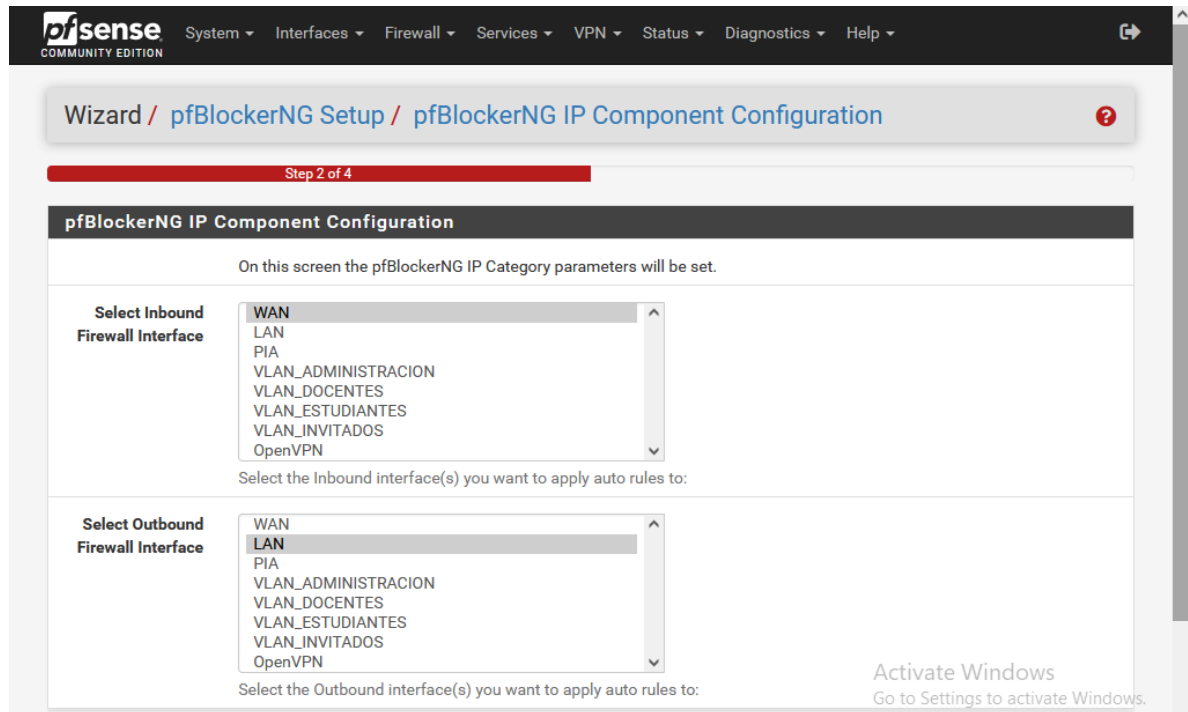 pfsense
COMMUNITY EDITION
System Interfaces Firewall Services VPN Status Diagnostics Help
Wizard / pfBlockerNG Setup / pfBlockerNG IP Component Configuration
?
Step 2 of 4
pfBlockerNG IP Component Configuration
On this screen the pfBlockerNG IP Category parameters will be set.
Select Inbound
Firewall Interface
WAN
LAN
PIA
VLAN_ADMINISTRACION
VLAN_DOCENTES
VLAN_ESTUDIANTES
VLAN_INVITADOS
OpenVPN
Select the Inbound interface(s) you want to apply auto rules to:
Select Outbound
Firewall Interface
WAN
LAN
PIA
VLAN_ADMINISTRACION
VLAN_DOCENTES
VLAN_ESTUDIANTES
VLAN_INVITADOS
OpenVPN
Select the Outbound interface(s) you want to apply auto rules to:
Activate Windows
Go to Settings to activate Windows.